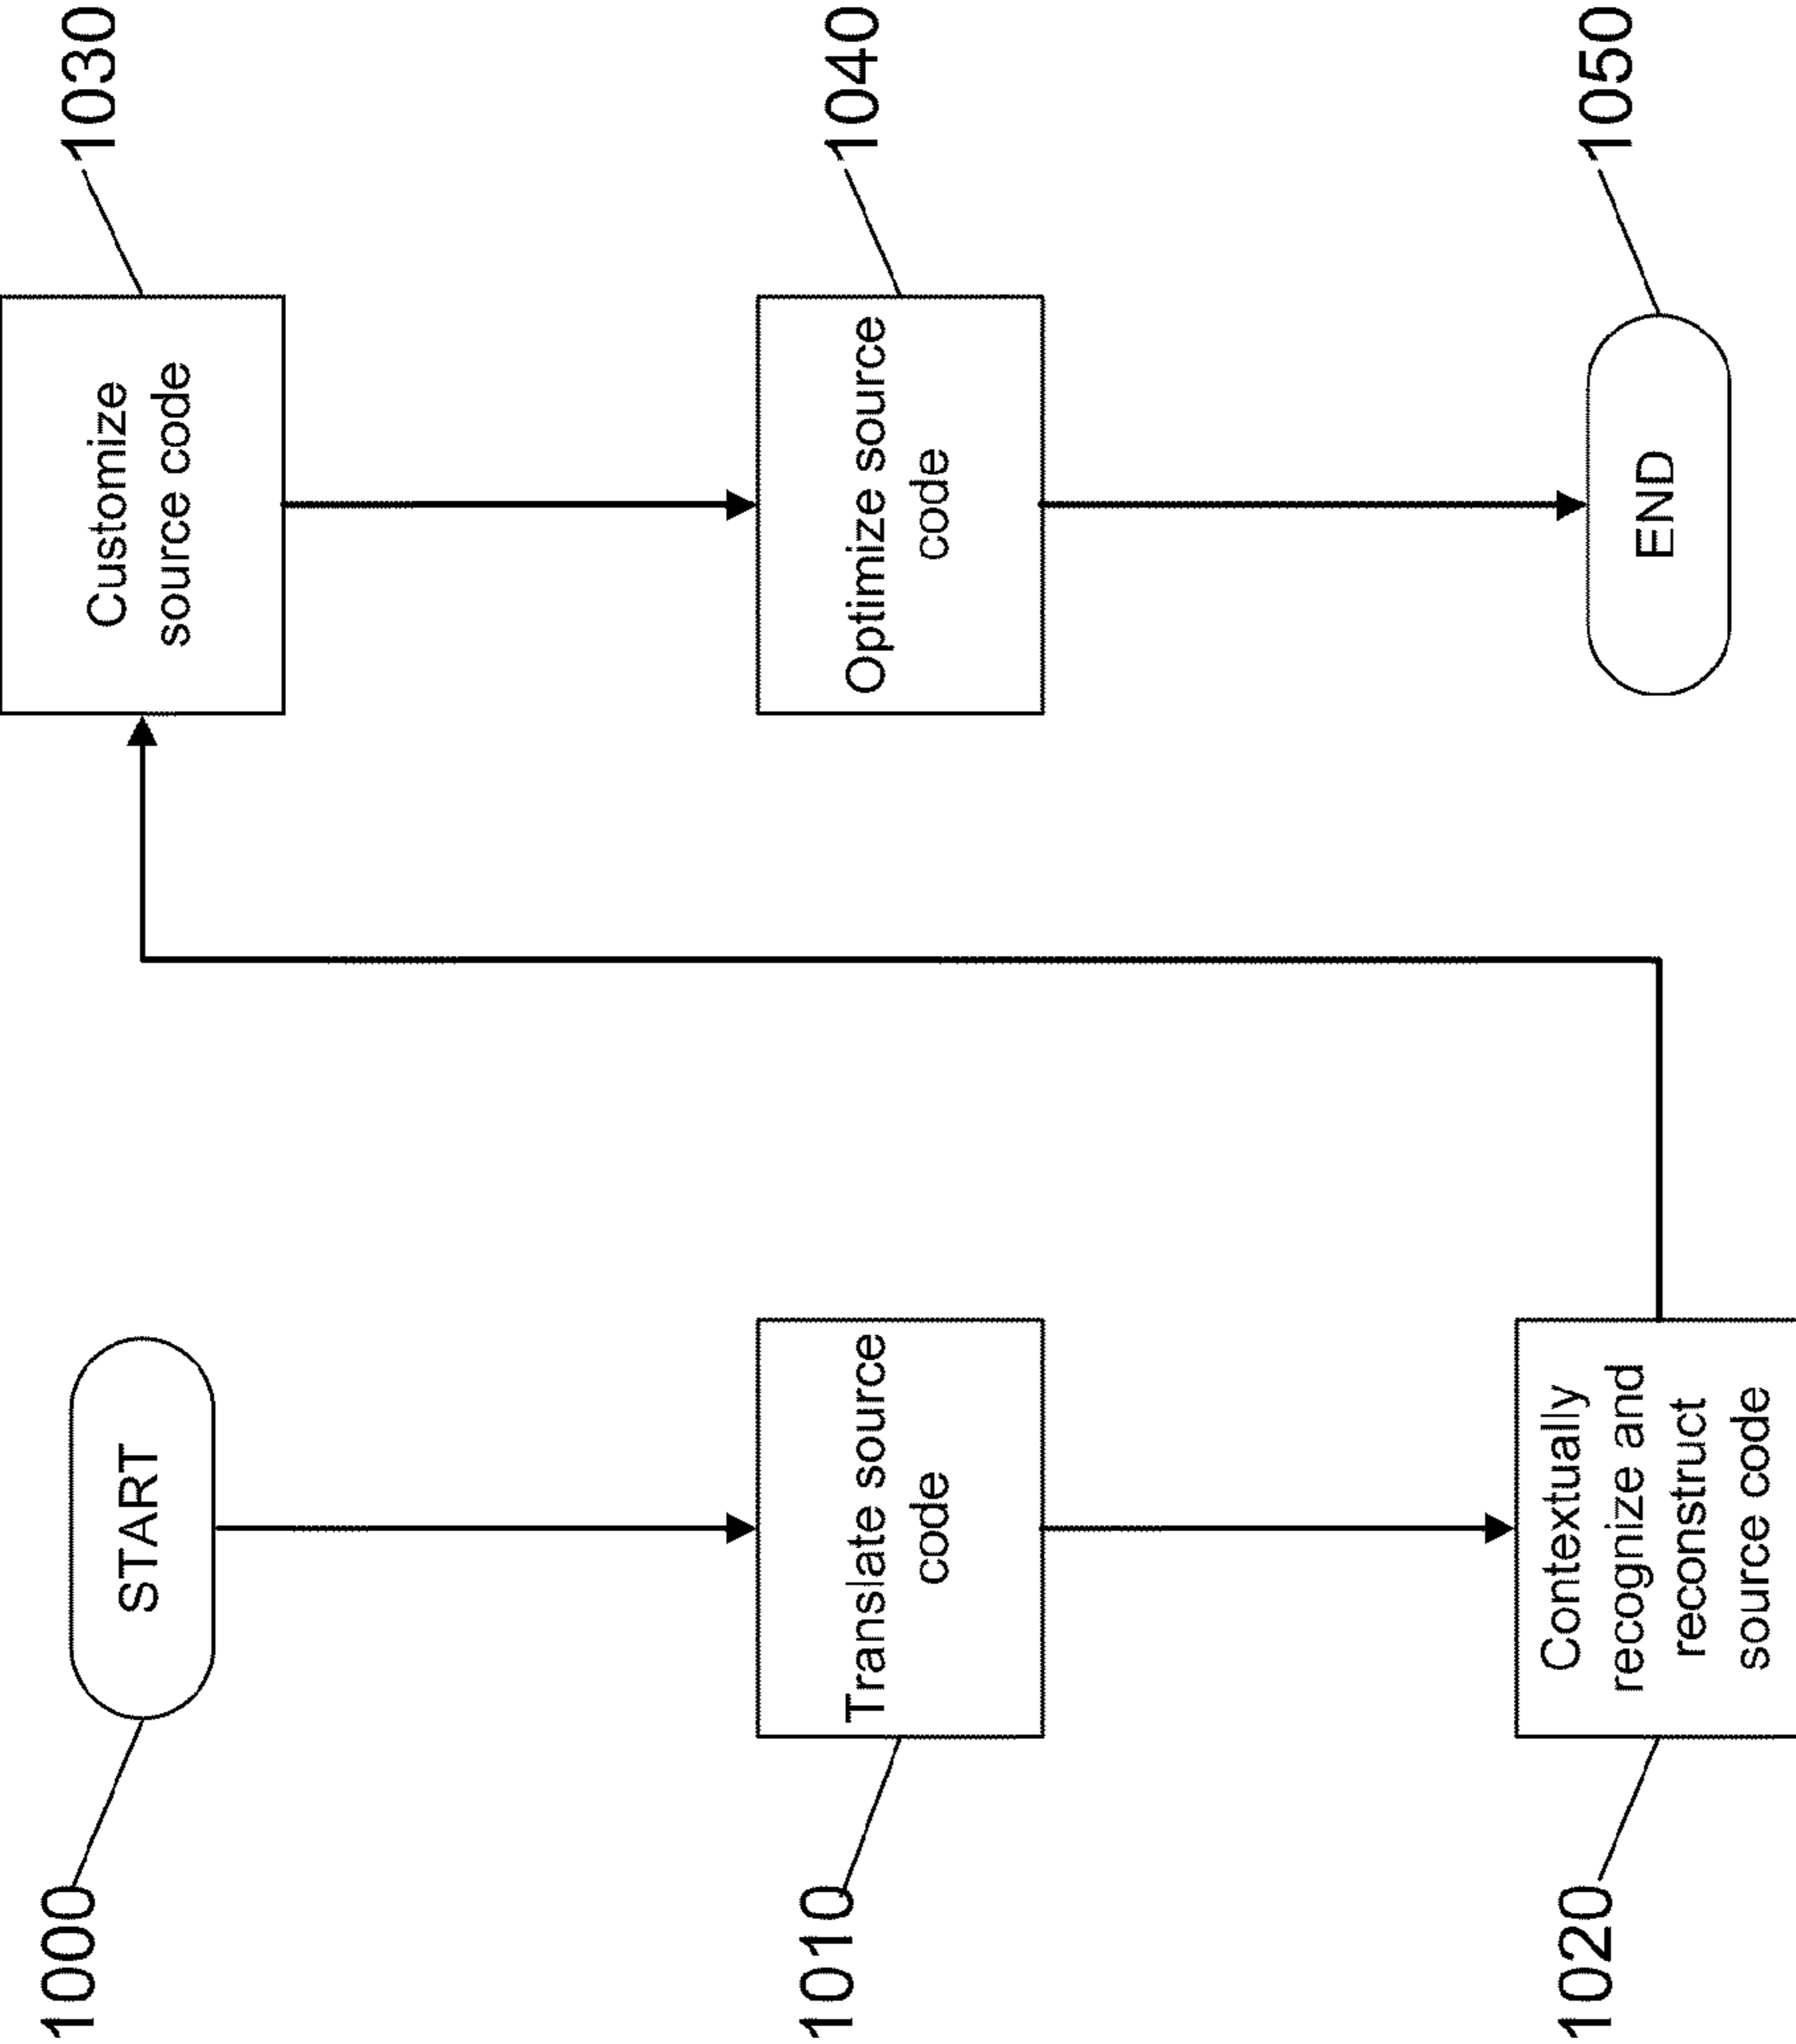 1000
START
1010
Translate source
code
1020
Contextually
recognize and
reconstruct
source code
1030
Customize
source code
1040
Optimize source
code
1050
END